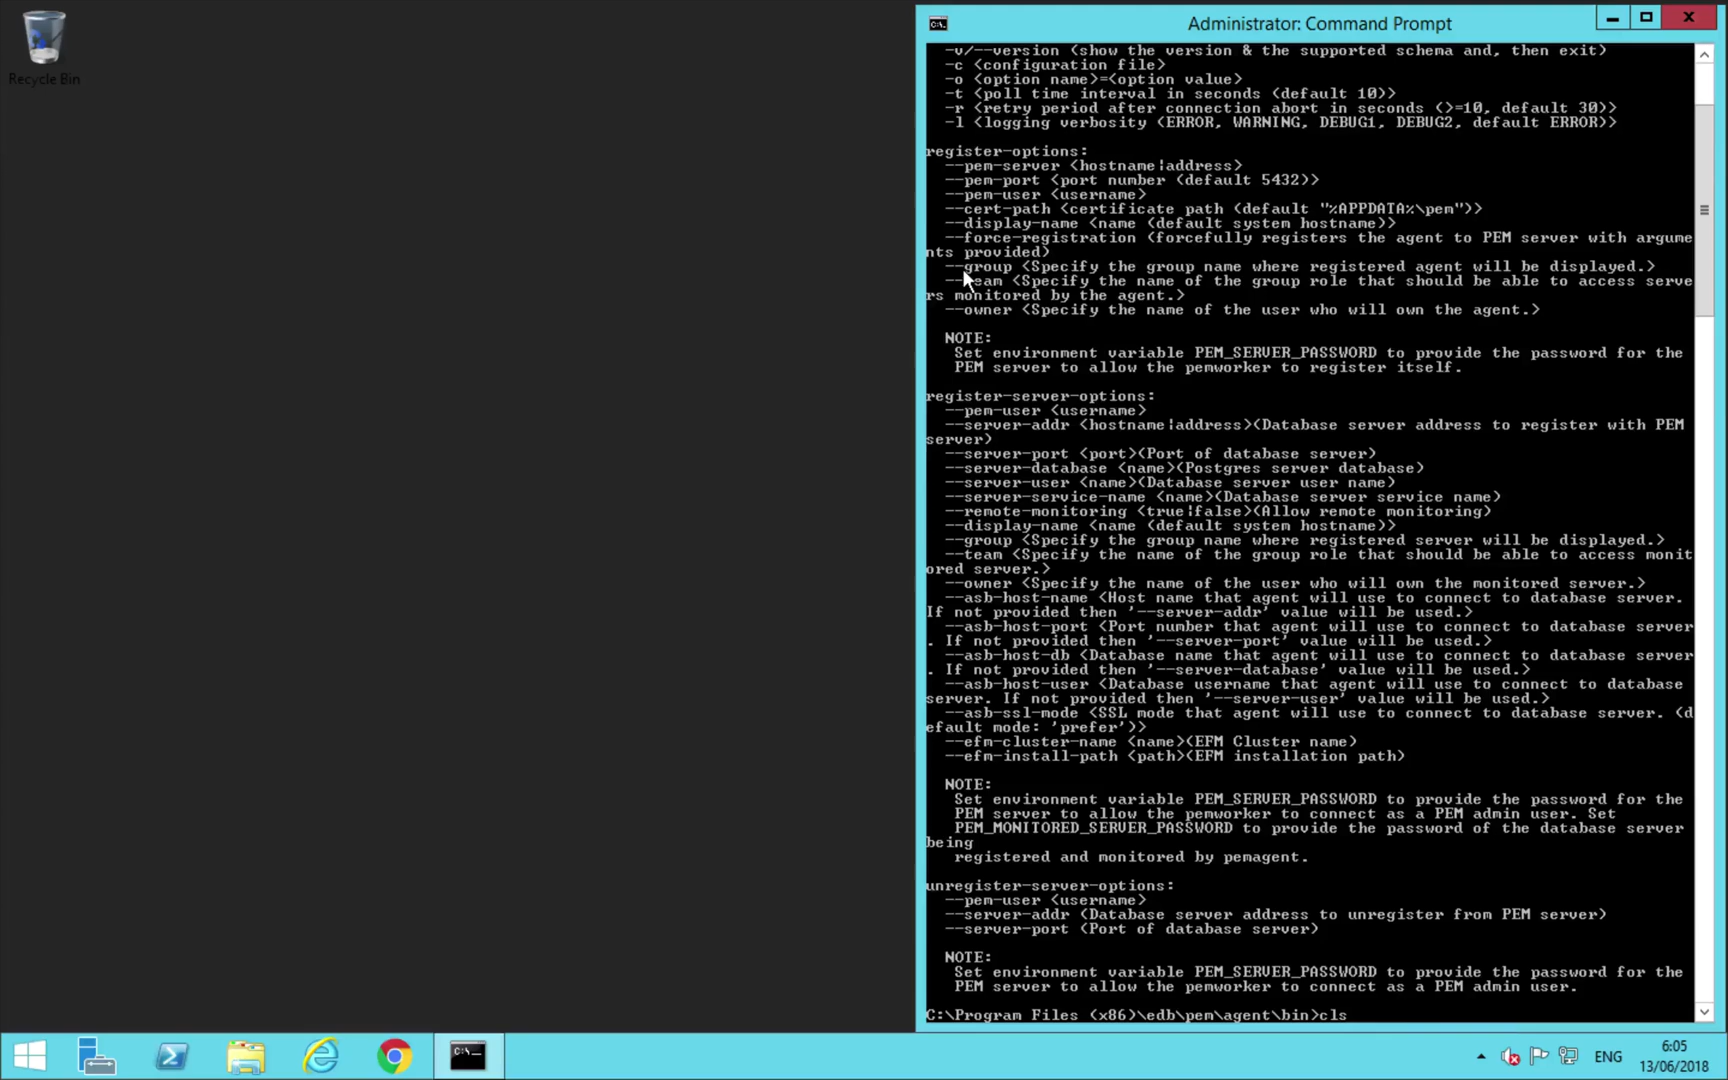 Recycle Bin
Administrator: Command Prompt
-v/--version (show the version & the supported schema and, then exit)
-c <configuration file>
-o <option name>=<option value>
-t <poll time interval in seconds (default 10)>
-r <retry period after connection abort in seconds (>=10, default 30)>
-l <logging verbosity (ERROR, WARNING, DEBUG1, DEBUG2, default ERROR)>
register-options:
--pem-server <hostname|address>
--pem-port <port number (default 5432)>
--pem-user <username>
--cert-path <certificate path (default "%APPDATA%\pem")>
--display-name <name (default system hostname)>
--force-registration (forcefully registers the agent to PEM server with argume
nts provided)
--group <Specify the group name where registered agent will be displayed.>
--team <Specify the name of the group role that should be able to access serve
rs monitored by the agent.>
--owner <Specify the name of the user who will own the agent.>
NOTE:
Set environment variable PEM_SERVER_PASSWORD to provide the password for the
PEM server to allow the pemworker to register itself.
register-server-options:
--pem-user <username>
--server-addr <hostname|address>(Database server address to register with PEM
server)
--server-port <port>(Port of database server)
--server-database <name>(Postgres server database)
--server-user <name>(Database server user name)
--server-service-name <name>(Database server service name)
--remote-monitoring <true|false>(Allow remote monitoring)
--display-name <name (default system hostname)>
--group <Specify the group name where registered server will be displayed.>
--team <Specify the name of the group role that should be able to access monit
ored server.>
--owner <Specify the name of the user who will own the monitored server.>
--asb-host-name <Host name that agent will use to connect to database server.
If not provided then '--server-addr' value will be used.>
--asb-host-port <Port number that agent will use to connect to database server
. If not provided then '--server-port' value will be used.>
--asb-host-db <Database name that agent will use to connect to database server
. If not provided then '--server-database' value will be used.>
--asb-host-user <Database username that agent will use to connect to database
server. If not provided then '--server-user' value will be used.>
--asb-ssl-mode <SSL mode that agent will use to connect to database server. (d
efault mode: 'prefer')>
--efm-cluster-name <name>(EFM Cluster name)
--efm-install-path <path>(EFM installation path)
NOTE:
Set environment variable PEM_SERVER_PASSWORD to provide the password for the
PEM server to allow the pemworker to connect as a PEM admin user. Set
PEM_MONITORED_SERVER_PASSWORD to provide the password of the database server
being
registered and monitored by pemagent.
unregister-server-options:
--pem-user <username>
--server-addr (Database server address to unregister from PEM server)
--server-port (Port of database server)
NOTE:
Set environment variable PEM_SERVER_PASSWORD to provide the password for the
PEM server to allow the pemworker to connect as a PEM admin user.
C:\Program Files (x86)\edb\pem\agent\bin>cls
ENG
6:05
13/06/2018